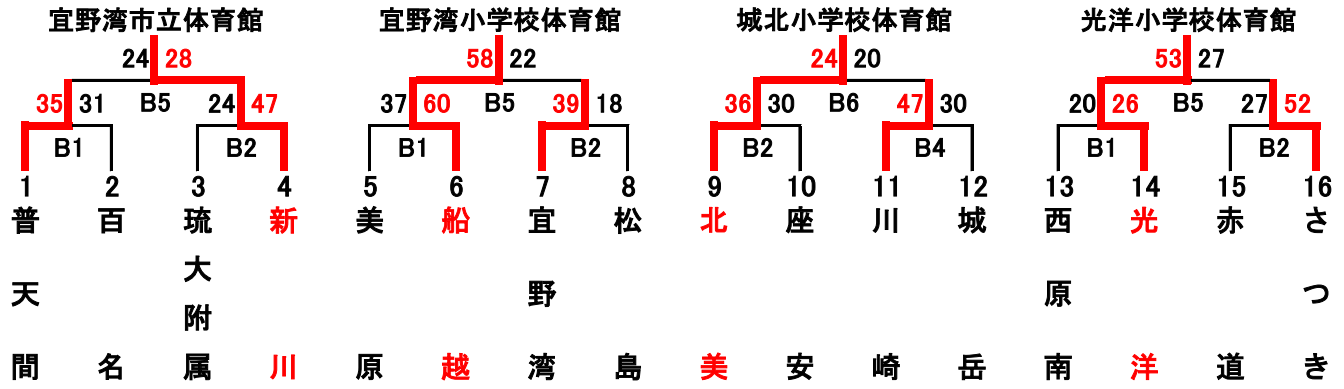 宜野湾市立体育館 宜野湾小学校体育館 城北小学校体育館 光洋小学校体育館
24 28 58 22 24 20 53 27
35 31 B5 24 47 37 60 B5 39 18 36 30 B6 47 30 20 26 B5 27 52
B1 B2 B1 B2 B2 B4 B1 B2
1 2 3 4 5 6 7 8 9 10 11 12 13 14 15 16
普天間
百名
琉大附属
新川
美原
船越
宜野湾
松島
北美
座安
川崎
城岳
西原南
光洋
赤道
さつき